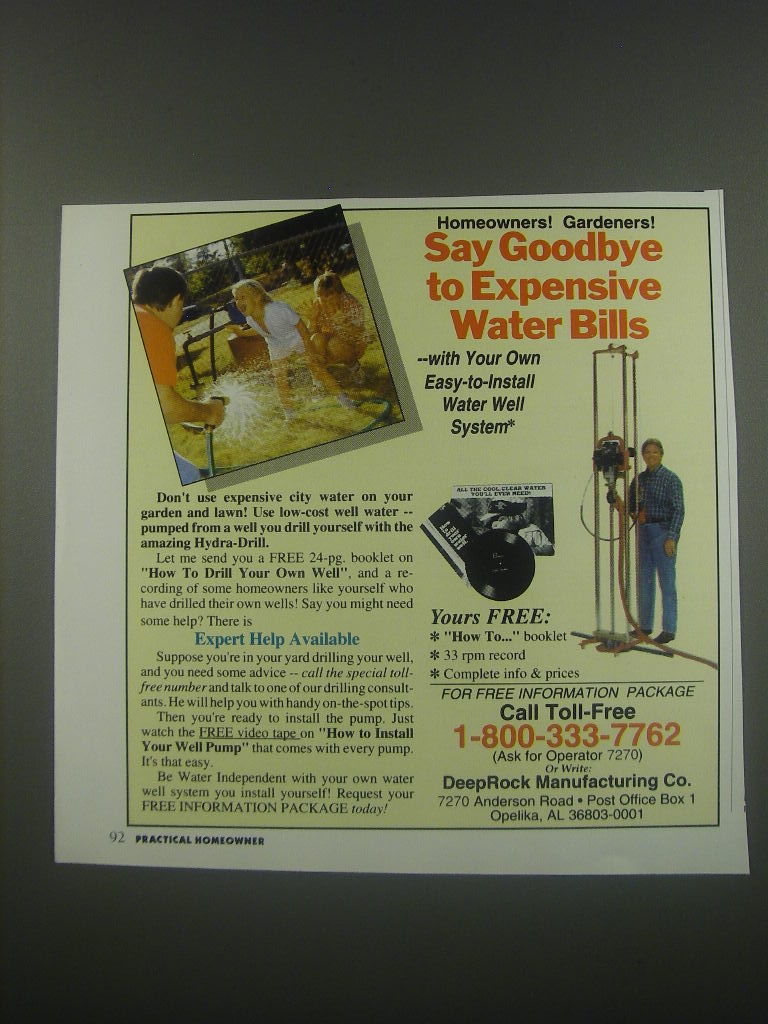 Homeowners! Gardeners!
Say Goodbye
to Expensive
Water Bills
--with Your Own
Easy-to-Install
Water Well
System*
Don't use expensive city water on your
garden and lawn! Use low-cost well water --
pumped from a well you drill yourself with the
amazing Hydra-Drill.
Let me send you a FREE 24-pg. booklet on
"How To Drill Your Own Well", and a re-
cording of some homeowners like yourself who
have drilled their own wells! Say you might need
some help? There is
Expert Help Available
Suppose you're in your yard drilling your well,
and you need some advice -- call the special toll-
free number and talk to one of our drilling consult-
ants. He will help you with handy on-the-spot tips.
Then you're ready to install the pump. Just
watch the FREE video tape on "How to Install
Your Well Pump" that comes with every pump.
It's that easy.
Be Water Independent with your own water
well system you install yourself! Request your
FREE INFORMATION PACKAGE today!
ALL THE COOL, CLEAR WATER
YOU'LL EVER NEED!
Yours FREE:
* "How To..." booklet
* 33 rpm record
* Complete info & prices
FOR FREE INFORMATION PACKAGE
Call Toll-Free
1-800-333-7762
(Ask for Operator 7270)
Or Write:
DeepRock Manufacturing Co.
7270 Anderson Road • Post Office Box 1
Opelika, AL 36803-0001
92 PRACTICAL HOMEOWNER